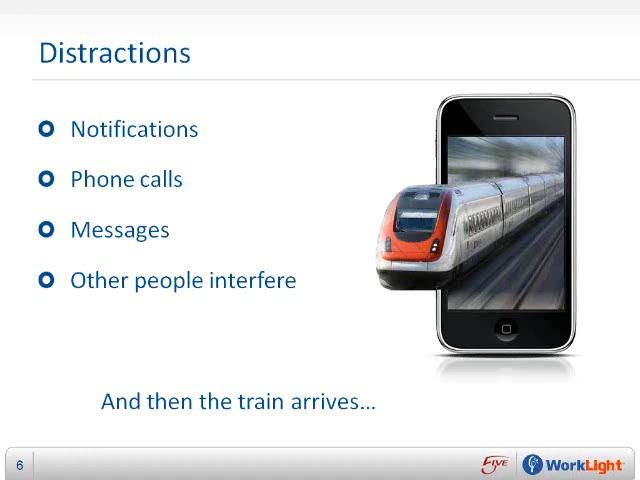 Distractions
Notifications
Phone calls
Messages
Other people interfere
And then the train arrives...
6
FIVE
WorkLight